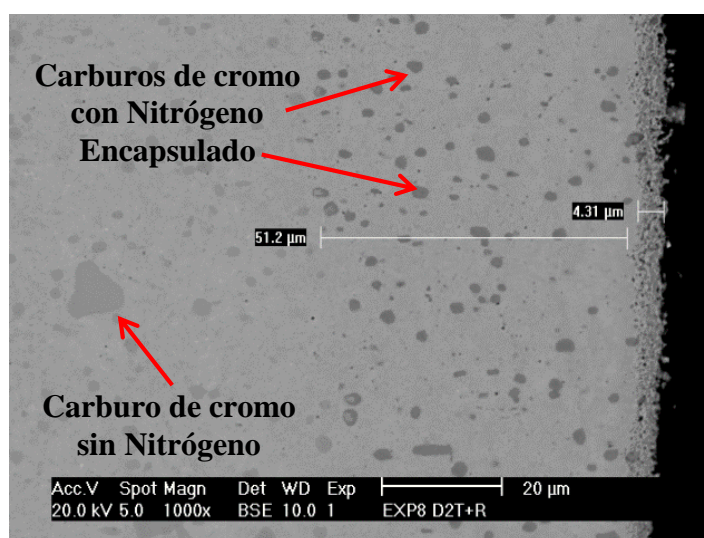 Carburos de cromo
con Nitrógeno
Encapsulado
4.31 µm
51.2 µm
Carburo de cromo
sin Nitrógeno
Acc.V Spot Magn Det WD Exp 20 µm
20.0 kV 5.0 1000x BSE 10.0 1 EXP8 D2T+R